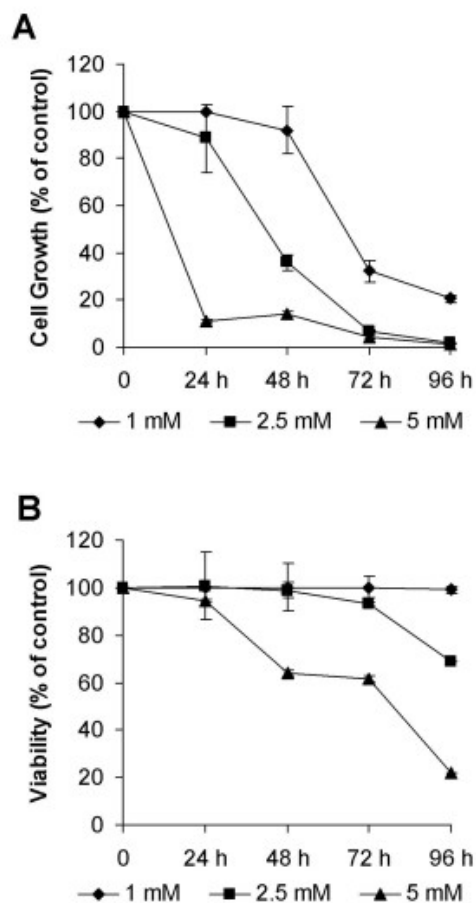 A
Cell Growth (% of control)
120
100
80
60
40
20
0
0 24 h 48 h 72 h 96 h
1 mM 2.5 mM 5 mM
B
Viability (% of control)
120
100
80
60
40
20
0
0 24 h 48 h 72 h 96 h
1 mM 2.5 mM 5 mM